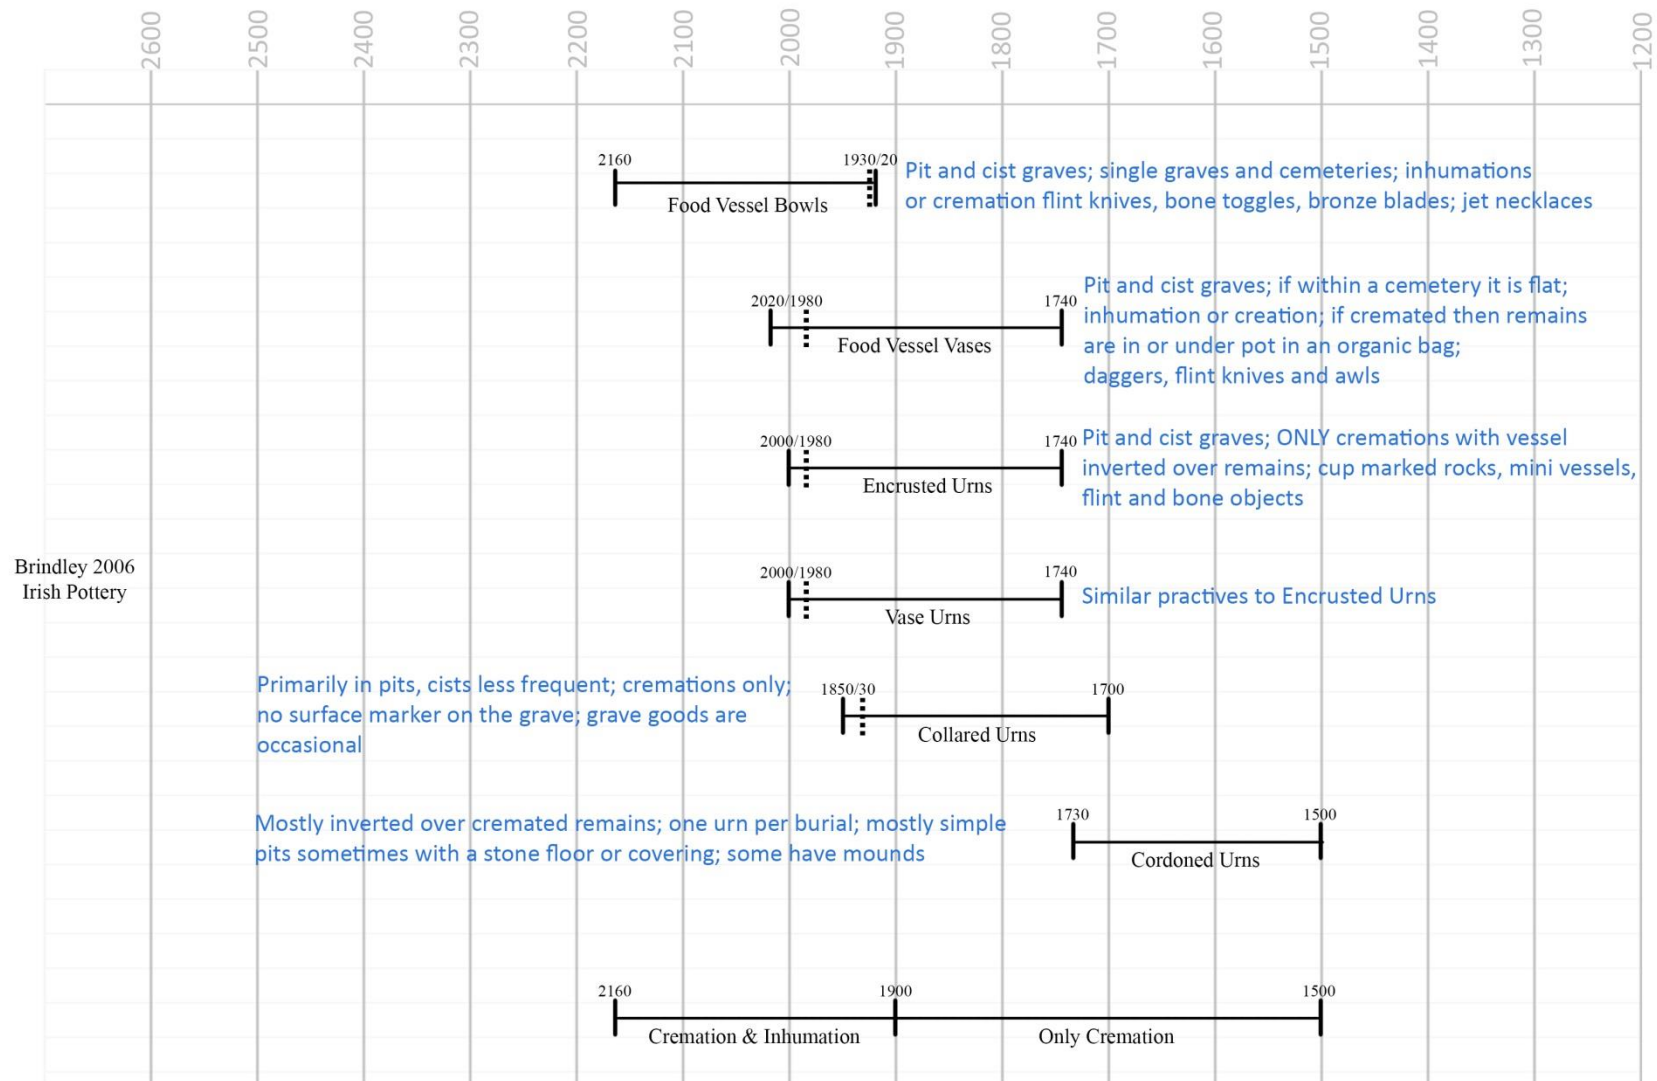 2600 2500 2400 2300 2200 2100 2000 1900 1800 1700 1600 1500 1400 1300 1200
2160 1930/20
Food Vessel Bowls
Pit and cist graves; single graves and cemeteries; inhumations
or cremation flint knives, bone toggles, bronze blades; jet necklaces
2020/1980 1740
Food Vessel Vases
Pit and cist graves; if within a cemetery it is flat;
inhumation or creation; if cremated then remains
are in or under pot in an organic bag;
daggers, flint knives and awls
2000/1980 1740
Encrusted Urns
Pit and cist graves; ONLY cremations with vessel
inverted over remains; cup marked rocks, mini vessels,
flint and bone objects
Brindley 2006
Irish Pottery
2000/1980 1740
Vase Urns
Similar practives to Encrusted Urns
Primarily in pits, cists less frequent; cremations only;
no surface marker on the grave; grave goods are
occasional
1850/30 1700
Collared Urns
Mostly inverted over cremated remains; one urn per burial; mostly simple
pits sometimes with a stone floor or covering; some have mounds
1730 1500
Cordoned Urns
2160 1900 1500
Cremation & Inhumation Only Cremation